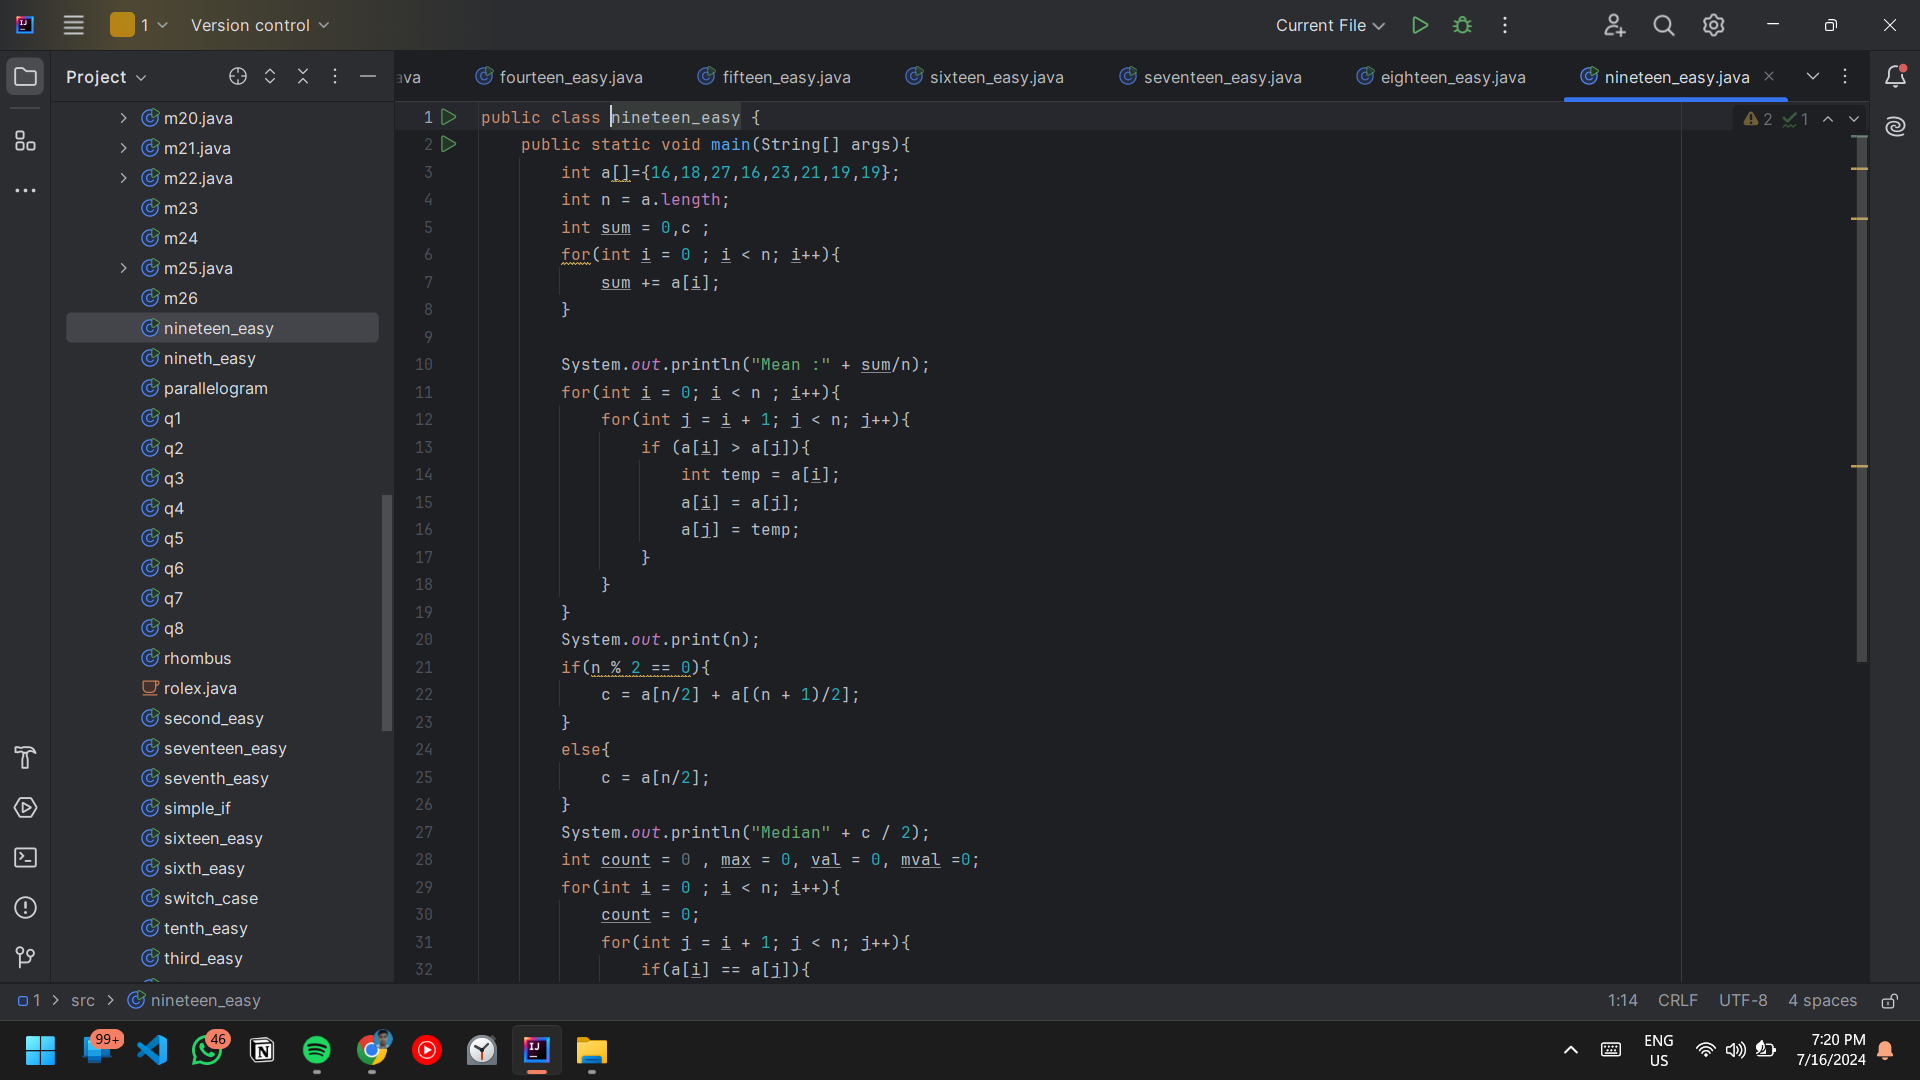 1
Version control
Current File
Project
ava
fourteen_easy.java
fifteen_easy.java
sixteen_easy.java
seventeen_easy.java
eighteen_easy.java
nineteen_easy.java
m20.java
m21.java
m22.java
m23
m24
m25.java
m26
nineteen_easy
nineth_easy
parallelogram
q1
q2
q3
q4
q5
q6
q7
q8
rhombus
rolex.java
second_easy
seventeen_easy
seventh_easy
simple_if
sixteen_easy
sixth_easy
switch_case
tenth_easy
third_easy
2 1
1 public class nineteen_easy {
2 public static void main(String[] args){
3 int a[]={16,18,27,16,23,21,19,19};
4 int n = a.length;
5 int sum = 0,c ;
6 for(int i = 0 ; i < n; i++){
7 sum += a[i];
8 }
9
10 System.out.println("Mean :" + sum/n);
11 for(int i = 0; i < n ; i++){
12 for(int j = i + 1; j < n; j++){
13 if (a[i] > a[j]){
14 int temp = a[i];
15 a[i] = a[j];
16 a[j] = temp;
17 }
18 }
19 }
20 System.out.print(n);
21 if(n % 2 == 0){
22 c = a[n/2] + a[(n + 1)/2];
23 }
24 else{
25 c = a[n/2];
26 }
27 System.out.println("Median" + c / 2);
28 int count = 0 , max = 0, val = 0, mval =0;
29 for(int i = 0 ; i < n; i++){
30 count = 0;
31 for(int j = i + 1; j < n; j++){
32 if(a[i] == a[j]){
1 > src > nineteen_easy
1:14 CRLF UTF-8 4 spaces
99+
46
ENG
US
7:20 PM
7/16/2024